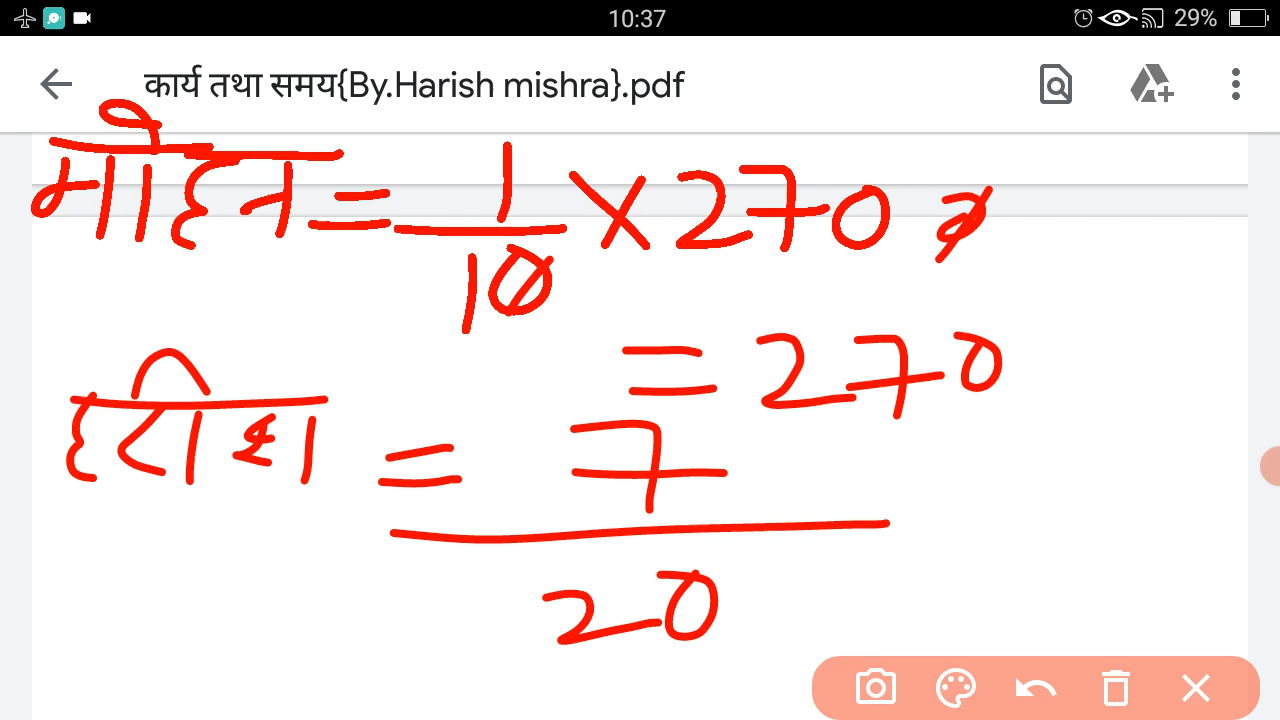 10:37 29%
कार्य तथा समय{By.Harish mishra}.pdf
मोहन = 1/10 × 270
= 270
हरिश = 7/20